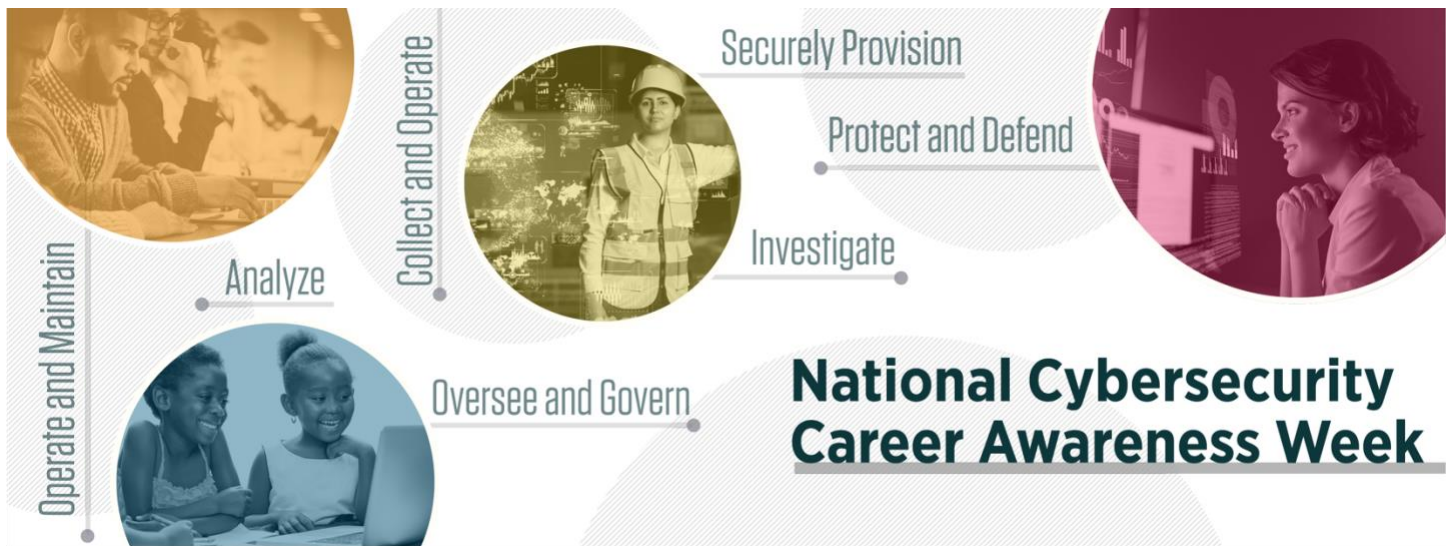 Securely Provision
Collect and Operate
Protect and Defend
Investigate
Analyze
Operate and Maintain
Oversee and Govern
National Cybersecurity
Career Awareness Week